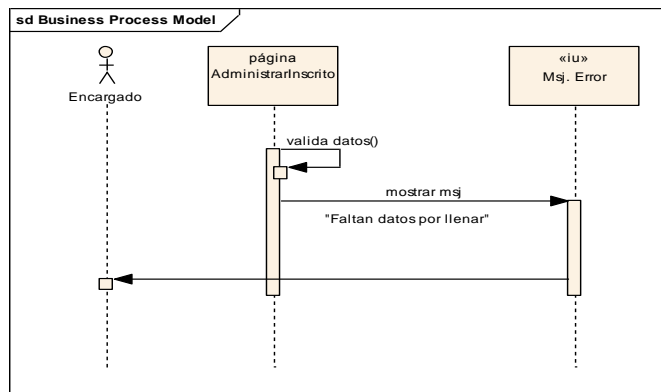 sd Business Process Model
Encargado
página
AdministrarInscrito
«iu»
Msj. Error
valida datos()
mostrar msj
"Faltan datos por llenar"